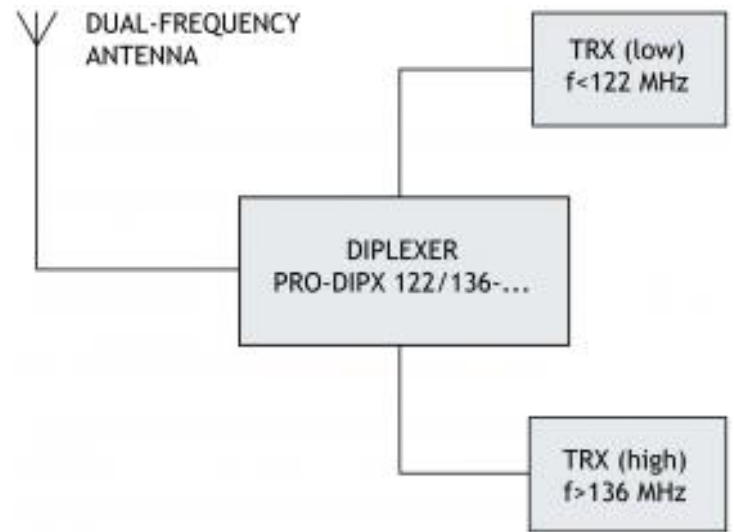 DUAL-FREQUENCY
ANTENNA
TRX (low)
f<122 MHz
DIPLEXER
PRO-DIPX 122/136-...
TRX (high)
f>136 MHz